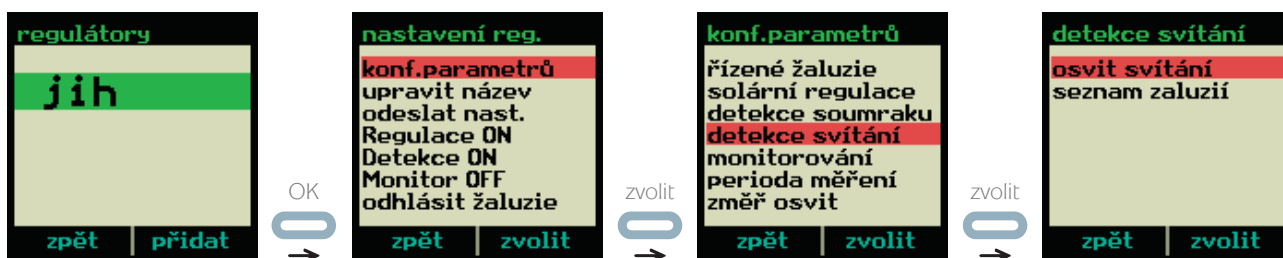 regulátory
jih
zpět přidat
OK
nastavení reg.
konf.parametrů
upravit název
odeslat nast.
Regulace ON
Detekce ON
Monitor OFF
odhlásit žaluzie
zpět zvolit
zvolit
konf.parametrů
řízené žaluzie
solární regulace
detekce soumraku
detekce svítání
monitorování
perioda měření
změř osvit
zpět zvolit
zvolit
detekce svítání
osvit svítání
seznam zaluzií
zpět zvolit